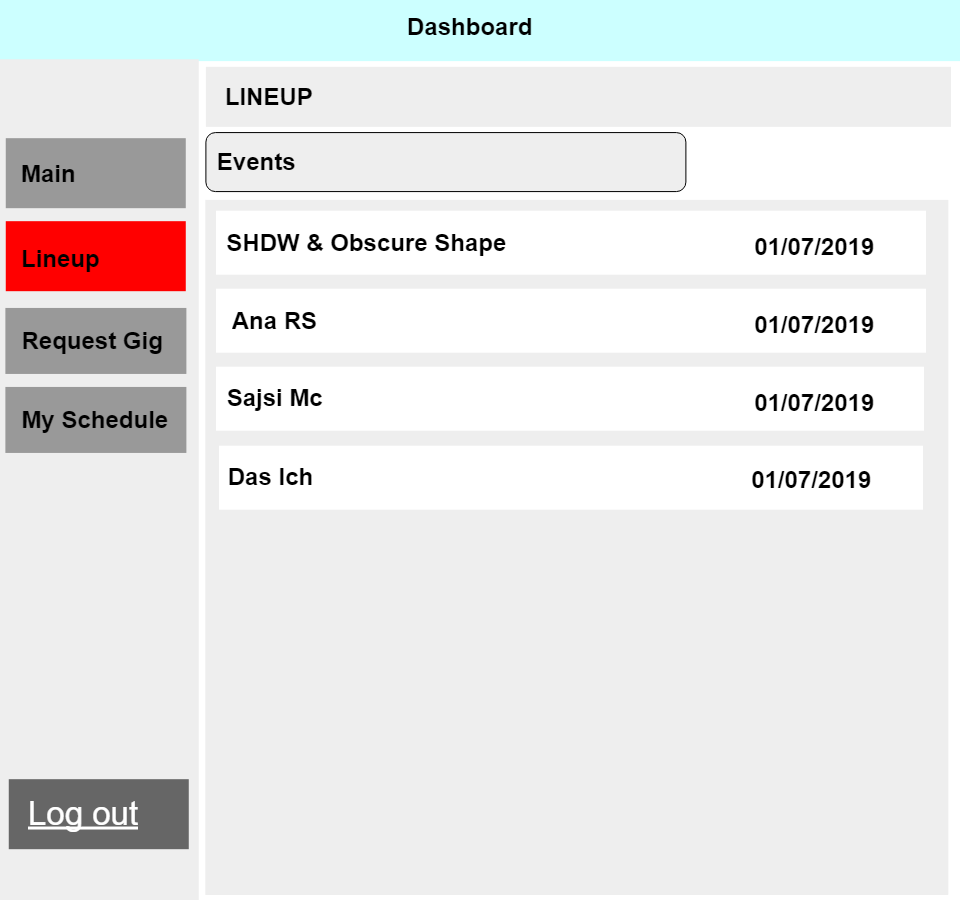 Dashboard
LINEUP
Events
Main
Lineup
Request Gig
My Schedule
Log out
SHDW & Obscure Shape 01/07/2019
Ana RS 01/07/2019
Sajsi Mc 01/07/2019
Das Ich 01/07/2019